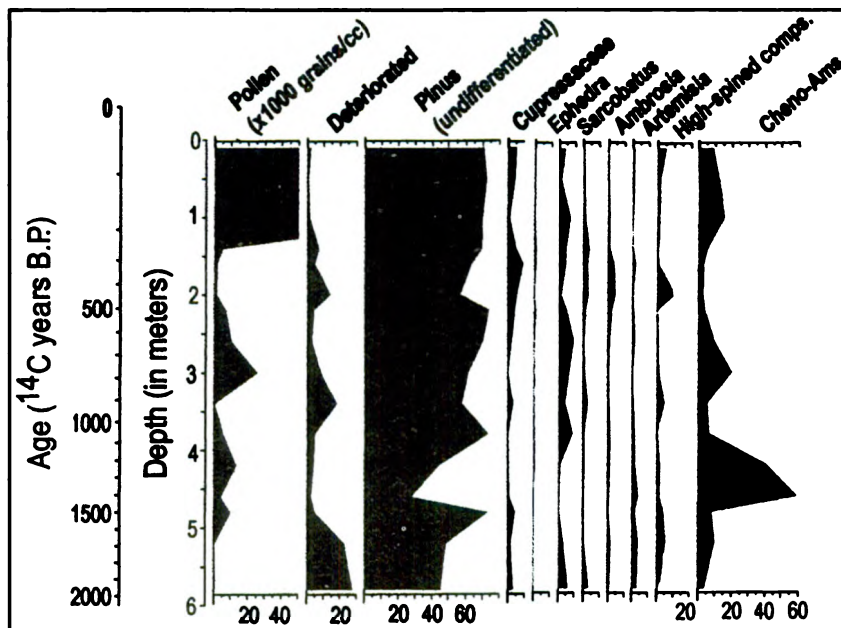 Pollen
(x1000 grains/cc)
Deteriorated
Pinus
(undifferentiated)
Cupressaceae
Ephedra
Sarcobatus
Ambrosia
Artemisia
High-spined comps.
Cheno-Ams
Age (14C years B.P.)
0
500
1000
1500
2000
Depth (in meters)
0
1
2
3
4
5
6
20 40
20
20 40 60
20
20 40 60